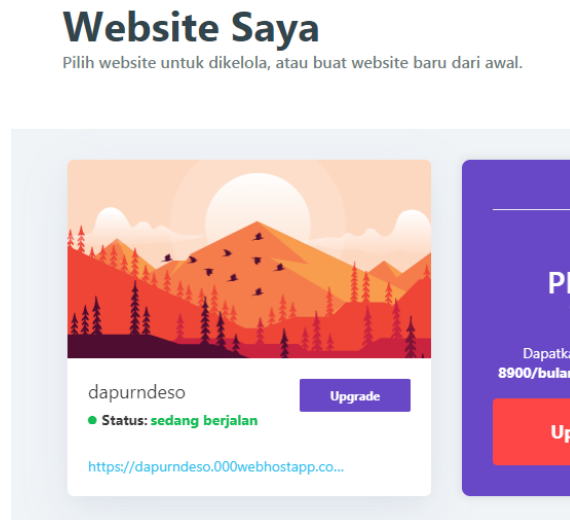 Website Saya
Pilih website untuk dikelola, atau buat website baru dari awal.
dapurndeso
Upgrade
Status: sedang berjalan
https://dapurndeso.000webhostapp.co...
8900/bulan